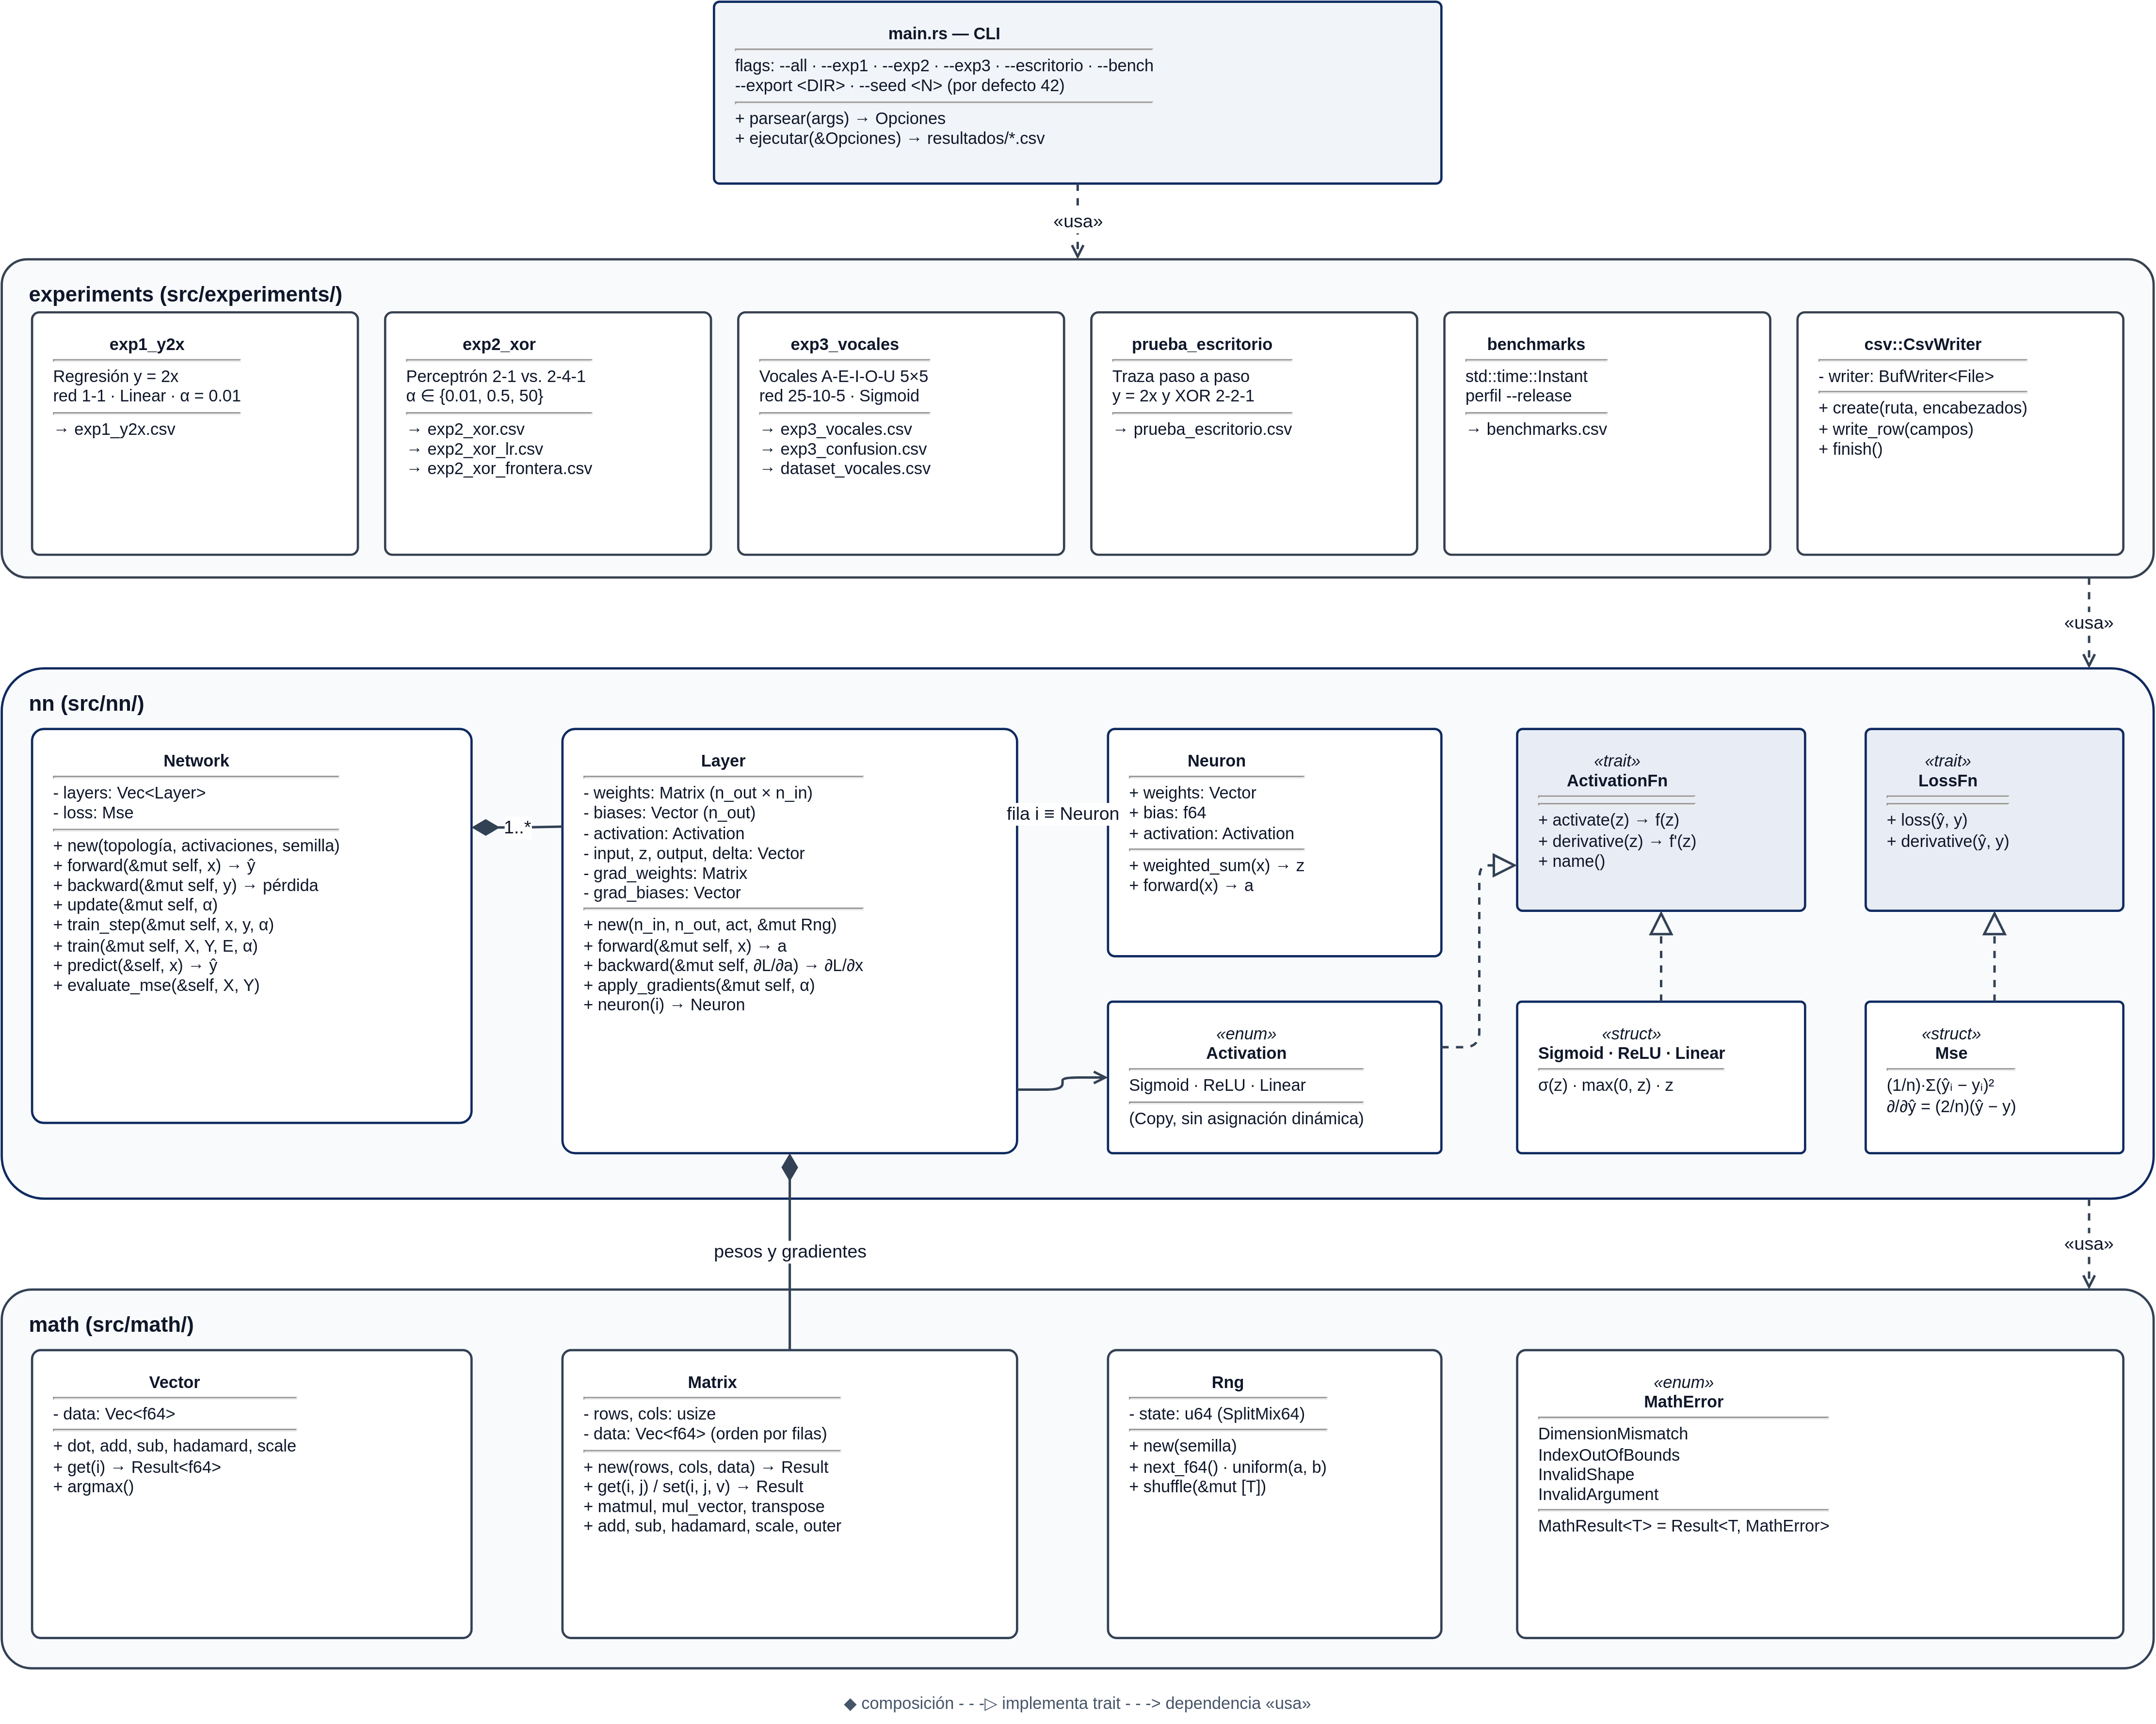 main.rs — CLI
flags: --all · --exp1 · --exp2 · --exp3 · --escritorio · --bench
--export <DIR> · --seed <N> (por defecto 42)
+ parsear(args) → Opciones
+ ejecutar(&Opciones) → resultados/*.csv
«usa»
experiments (src/experiments/)
exp1_y2x
Regresión y = 2x
red 1-1 · Linear · α = 0.01
→ exp1_y2x.csv
exp2_xor
Perceptrón 2-1 vs. 2-4-1
α ∈ {0.01, 0.5, 50}
→ exp2_xor.csv
→ exp2_xor_lr.csv
→ exp2_xor_frontera.csv
exp3_vocales
Vocales A-E-I-O-U 5×5
red 25-10-5 · Sigmoid
→ exp3_vocales.csv
→ exp3_confusion.csv
→ dataset_vocales.csv
prueba_escritorio
Traza paso a paso
y = 2x y XOR 2-2-1
→ prueba_escritorio.csv
benchmarks
std::time::Instant
perfil --release
→ benchmarks.csv
csv::CsvWriter
- writer: BufWriter<File>
+ create(ruta, encabezados)
+ write_row(campos)
+ finish()
«usa»
nn (src/nn/)
Network
- layers: Vec<Layer>
- loss: Mse
+ new(topología, activaciones, semilla)
+ forward(&mut self, x) → ŷ
+ backward(&mut self, y) → pérdida
+ update(&mut self, α)
+ train_step(&mut self, x, y, α)
+ train(&mut self, X, Y, E, α)
+ predict(&self, x) → ŷ
+ evaluate_mse(&self, X, Y)
1..*
Layer
- weights: Matrix (n_out × n_in)
- biases: Vector (n_out)
- activation: Activation
- input, z, output, delta: Vector
- grad_weights: Matrix
- grad_biases: Vector
+ new(n_in, n_out, act, &mut Rng)
+ forward(&mut self, x) → a
+ backward(&mut self, ∂L/∂a) → ∂L/∂x
+ apply_gradients(&mut self, α)
+ neuron(i) → Neuron
fila i ≡ Neuron
Neuron
+ weights: Vector
+ bias: f64
+ activation: Activation
+ weighted_sum(x) → z
+ forward(x) → a
«trait»
ActivationFn
+ activate(z) → f(z)
+ derivative(z) → f'(z)
+ name()
«trait»
LossFn
+ loss(ŷ, y)
+ derivative(ŷ, y)
«enum»
Activation
Sigmoid · ReLU · Linear
(Copy, sin asignación dinámica)
«struct»
Sigmoid · ReLU · Linear
σ(z) · max(0, z) · z
«struct»
Mse
(1/n)·Σ(ŷᵢ − yᵢ)²
∂/∂ŷ = (2/n)(ŷ − y)
pesos y gradientes
«usa»
math (src/math/)
Vector
- data: Vec<f64>
+ dot, add, sub, hadamard, scale
+ get(i) → Result<f64>
+ argmax()
Matrix
- rows, cols: usize
- data: Vec<f64> (orden por filas)
+ new(rows, cols, data) → Result
+ get(i, j) / set(i, j, v) → Result
+ matmul, mul_vector, transpose
+ add, sub, hadamard, scale, outer
Rng
- state: u64 (SplitMix64)
+ new(semilla)
+ next_f64() · uniform(a, b)
+ shuffle(&mut [T])
«enum»
MathError
DimensionMismatch
IndexOutOfBounds
InvalidShape
InvalidArgument
MathResult<T> = Result<T, MathError>
◆ composición - - -▷ implementa trait - - -> dependencia «usa»